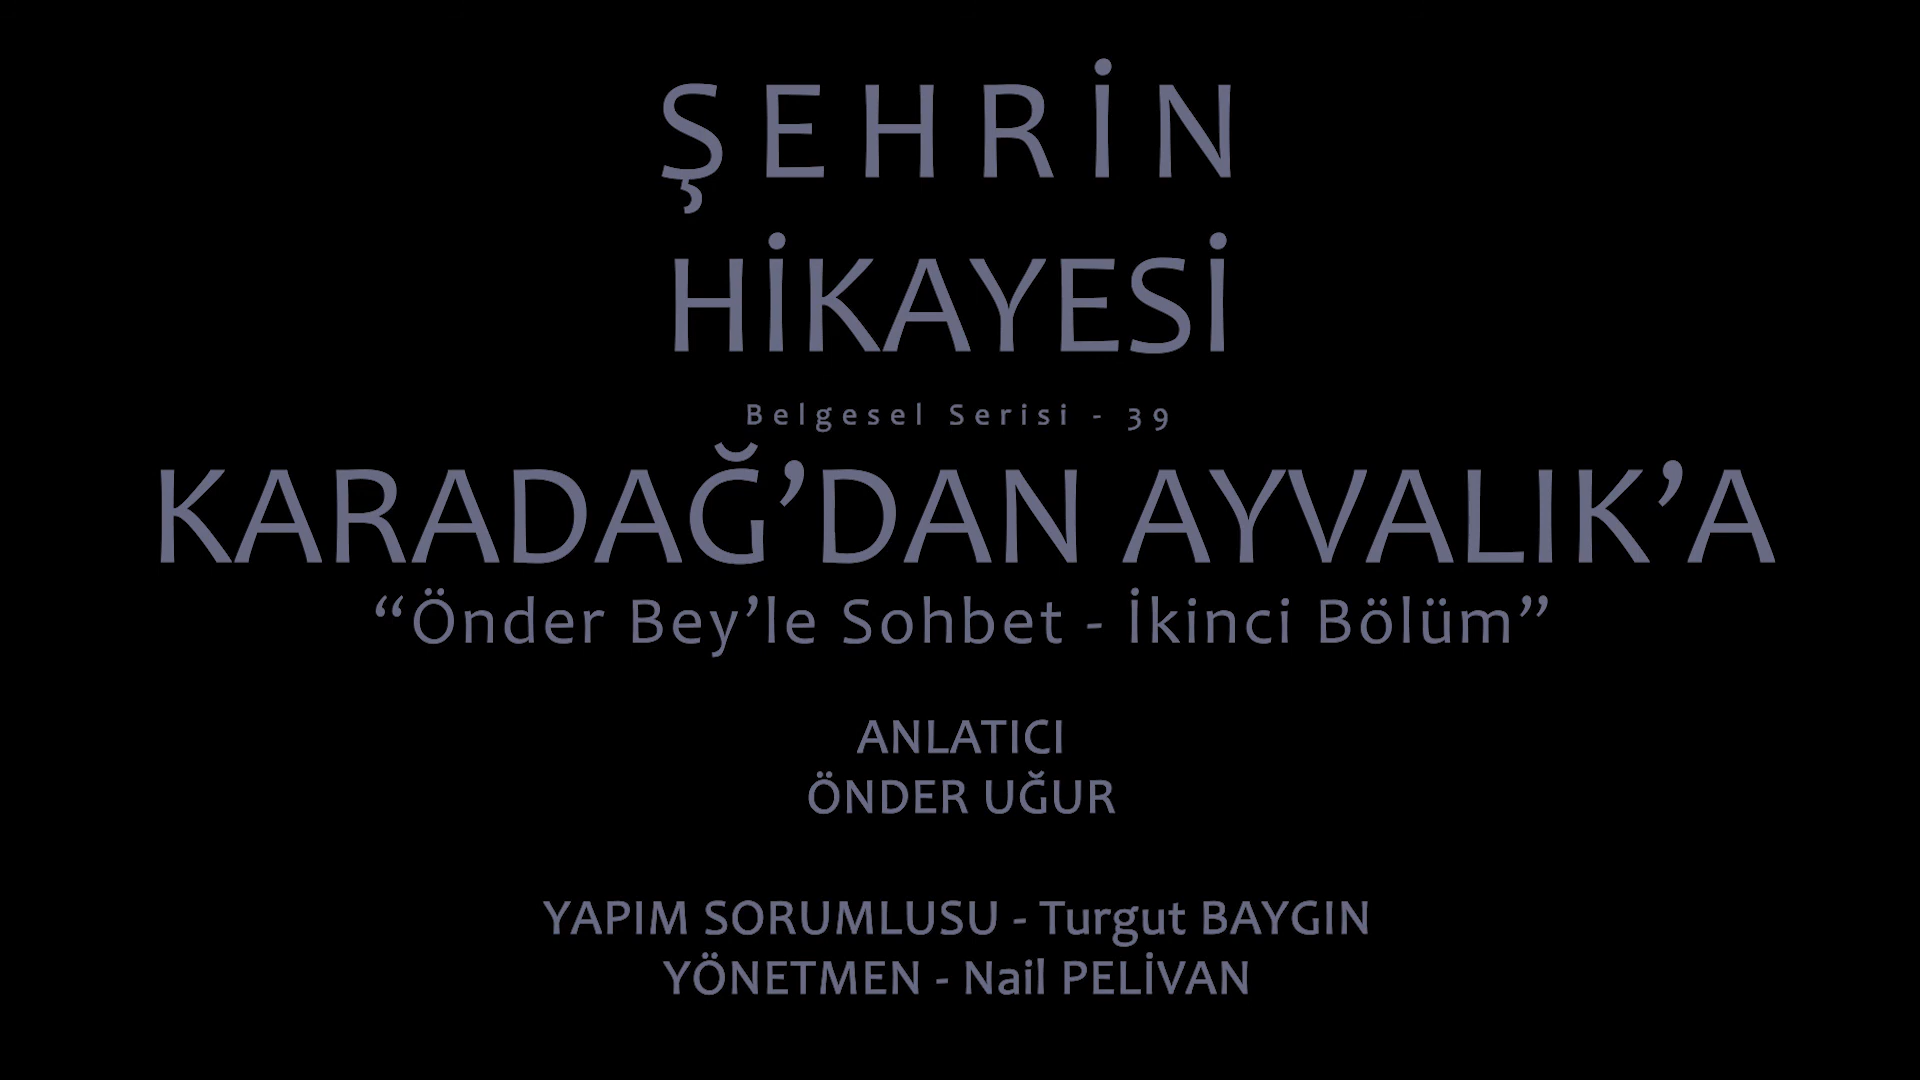 ŞEHRİN
HİKAYESİ
Belgesel Serisi - 39
KARADAĞ’DAN AYVALIK’A
“Önder Bey’le Sohbet - İkinci Bölüm”
ANLATICI
ÖNDER UĞUR
YAPIM SORUMLUSU - Turgut BAYGIN
YÖNETMEN - Nail PELİVAN